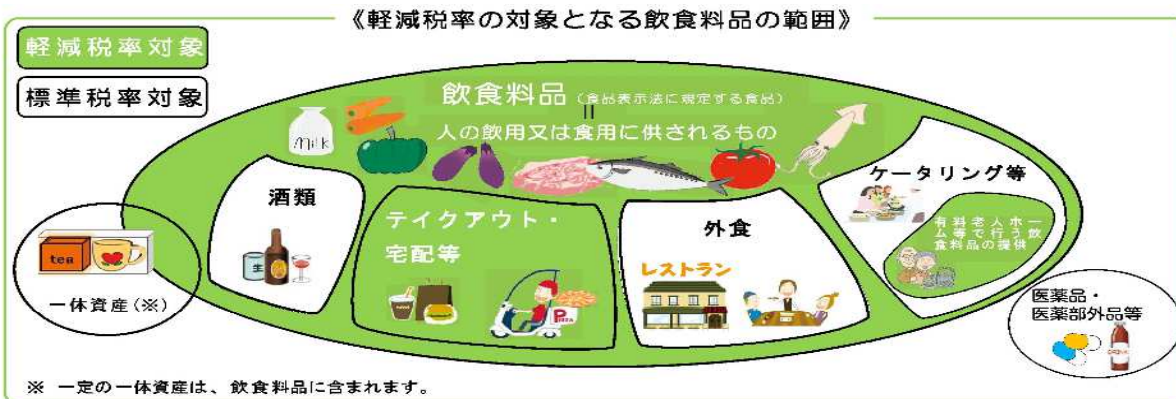 《軽減税率の対象となる飲食料品の範囲》
軽減税率対象
標準税率対象
飲食料品(食品表示法に規定する食品)
=
人の飲用又は食用に供されるもの
Milk
酒類
生
テイクアウト・
宅配等
PIZZA
外食
レストラン
ケータリング等
有料老人ホー
ム等で行う飲
食料品の提供
tea
一体資産(※)
医薬品・
医薬部外品等
DRINK
※ 一定の一体資産は、飲食料品に含まれます。